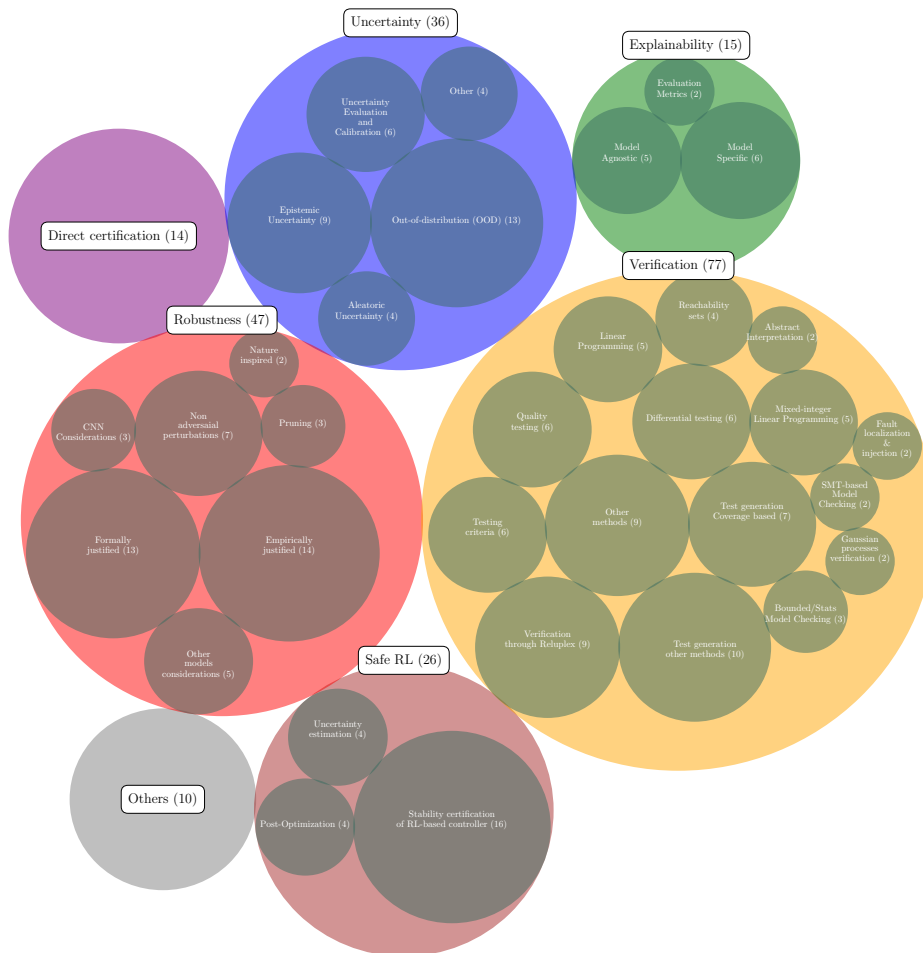 Uncertainty (36)
Uncertainty
Evaluation
and
Calibration (6)
Other (4)
Epistemic
Uncertainty (9)
Out-of-distribution (OOD) (13)
Aleatoric
Uncertainty (4)
Explainability (15)
Evaluation
Metrics (2)
Model
Agnostic (5)
Model
Specific (6)
Direct certification (14)
Verification (77)
Reachability
sets (4)
Linear
Programming (5)
Abstract
Interpretation (2)
Quality
testing (6)
Differential testing (6)
Mixed-integer
Linear Programming (5)
Fault
localization
&
injection (2)
SMT-based
Model
Checking (2)
Testing
criteria (6)
Other
methods (9)
Test generation
Coverage based (7)
Gaussian
processes
verification (2)
Bounded/Stats
Model Checking (3)
Verification
through Reluplex (9)
Test generation
other methods (10)
Robustness (47)
Nature
inspired (2)
CNN
Considerations (3)
Non
adversaial
perturbations (7)
Pruning (3)
Formally
justified (13)
Empirically
justified (14)
Other
models
considerations (5)
Safe RL (26)
Uncertainty
estimation (4)
Post-Optimization (4)
Stability certification
of RL-based controller (16)
Others (10)